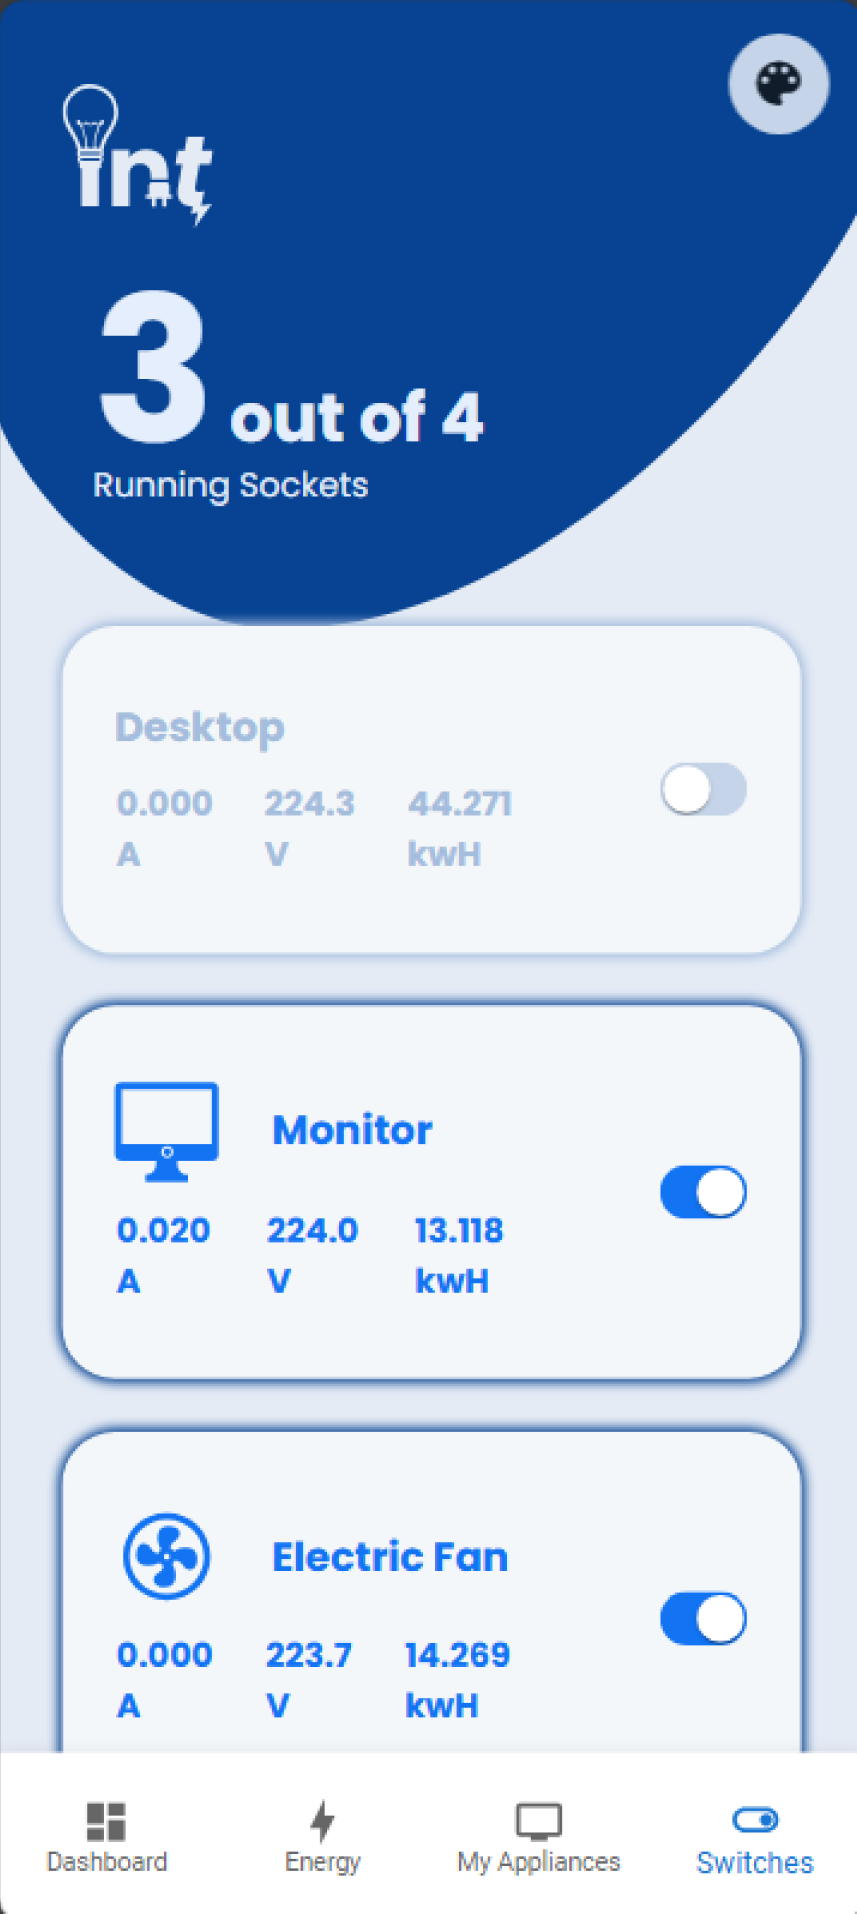 int
3 out of 4
Running Sockets
Desktop
0.000 224.3 44.271
A V kwH
Monitor
0.020 224.0 13.118
A V kwH
Electric Fan
0.000 223.7 14.269
A V kwH
Dashboard Energy My Appliances Switches